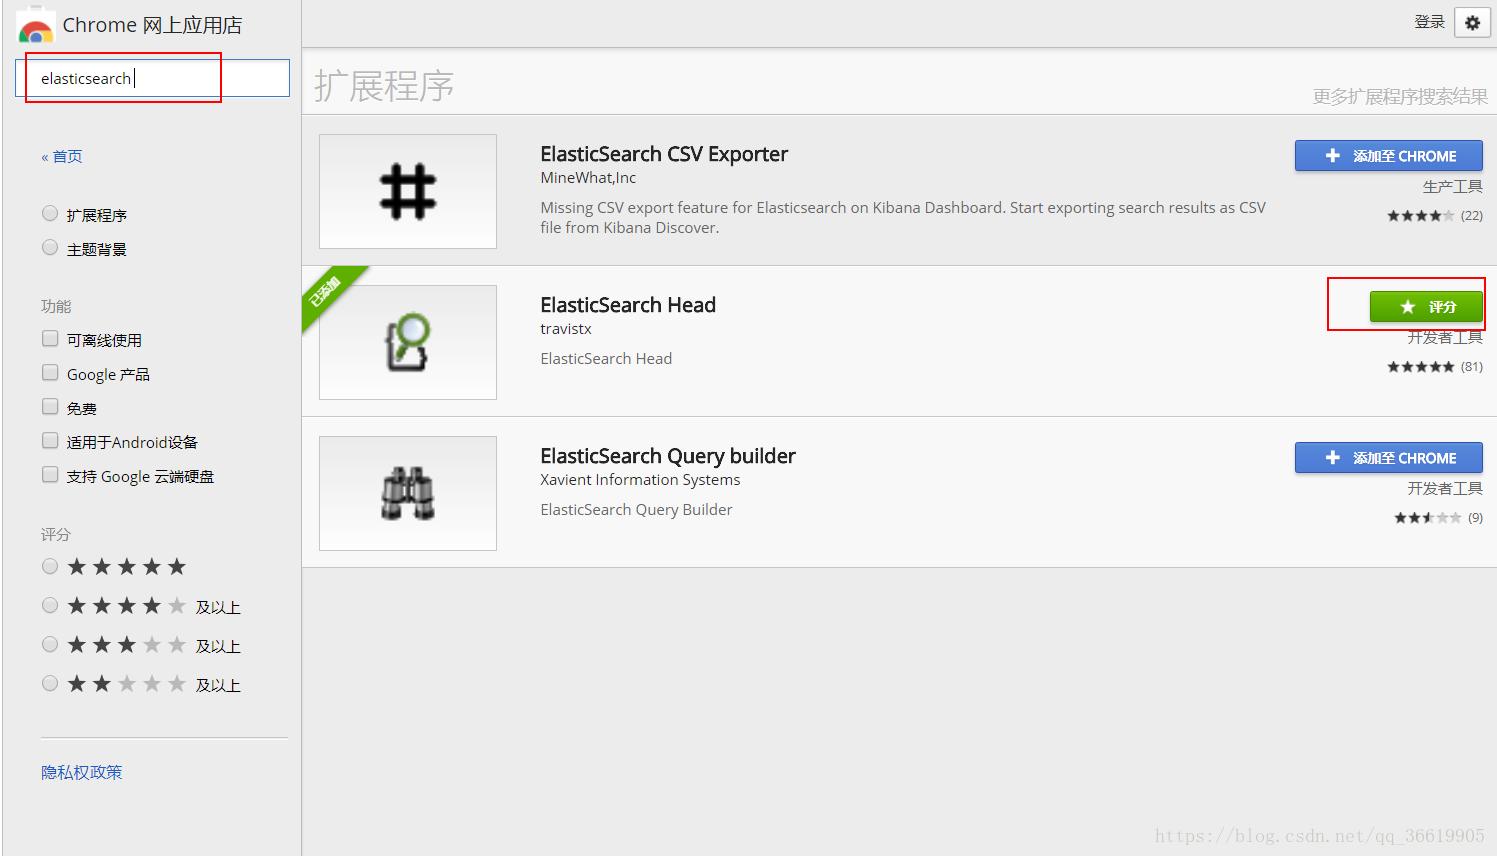 Chrome 网上应用店
登录
elasticsearch
« 首页
扩展程序
主题背景
功能
可离线使用
Google 产品
免费
适用于Android设备
支持 Google 云端硬盘
评分
及以上
及以上
及以上
隐私权政策
扩展程序
更多扩展程序搜索结果
ElasticSearch CSV Exporter
MineWhat,Inc
Missing CSV export feature for Elasticsearch on Kibana Dashboard. Start exporting search results as CSV
file from Kibana Discover.
添加至 CHROME
生产工具
(22)
已添加
ElasticSearch Head
travistx
ElasticSearch Head
评分
开发者工具
(81)
ElasticSearch Query builder
Xavient Information Systems
ElasticSearch Query Builder
添加至 CHROME
开发者工具
(9)
https://blog.csdn.net/qq_36619905